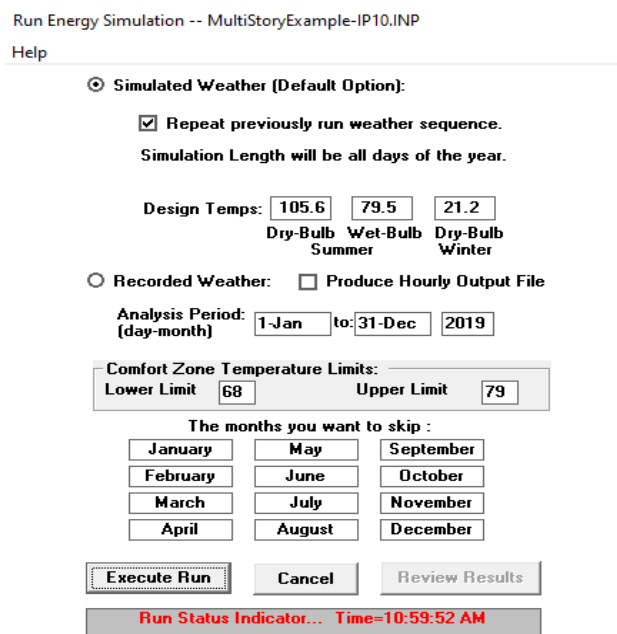 Run Energy Simulation -- MultiStoryExample-IP10.INP
Help
Simulated Weather (Default Option):
Repeat previously run weather sequence.
Simulation Length will be all days of the year.
Design Temps: 105.6 79.5 21.2
Dry-Bulb Wet-Bulb Dry-Bulb
Summer Winter
Recorded Weather: Produce Hourly Output File
Analysis Period: 1-Jan to: 31-Dec 2019
(day-month)
Comfort Zone Temperature Limits:
Lower Limit 68 Upper Limit 79
The months you want to skip :
January May September
February June October
March July November
April August December
Execute Run Cancel Review Results
Run Status Indicator... Time=10:59:52 AM